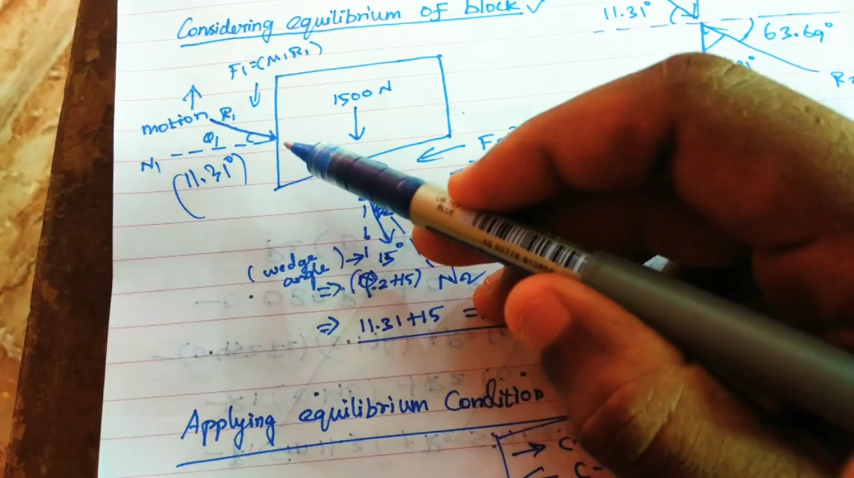 Considering equilibrium of block ✓
11.31°
63.69°
F1=(M1R1)
1500 N
motion
R1
φ1
N1
(11.31°)
(wedge angle) → 15°
⇒ (φ2+15) N2
⇒ 11.31+15 =
Applying equilibrium Condition